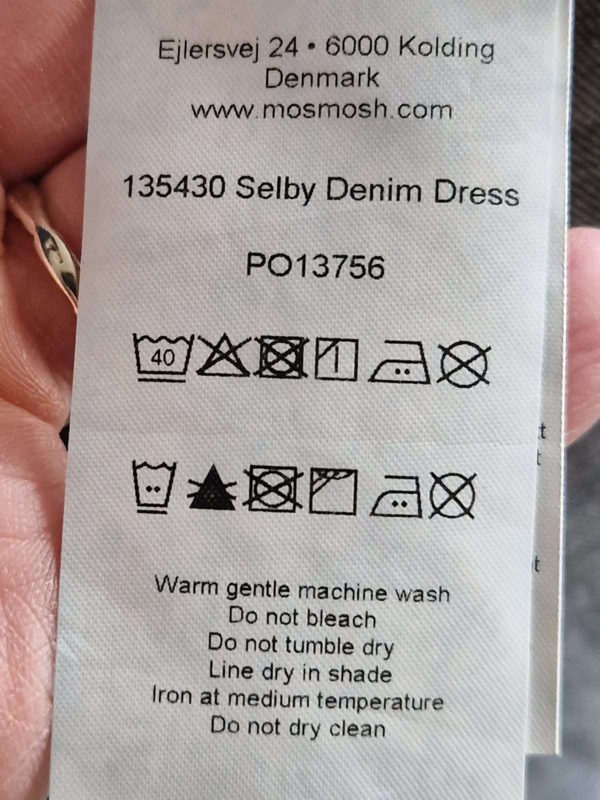 Ejlersvej 24 • 6000 Kolding
Denmark
www.mosmosh.com
135430 Selby Denim Dress
PO13756
40
Warm gentle machine wash
Do not bleach
Do not tumble dry
Line dry in shade
Iron at medium temperature
Do not dry clean